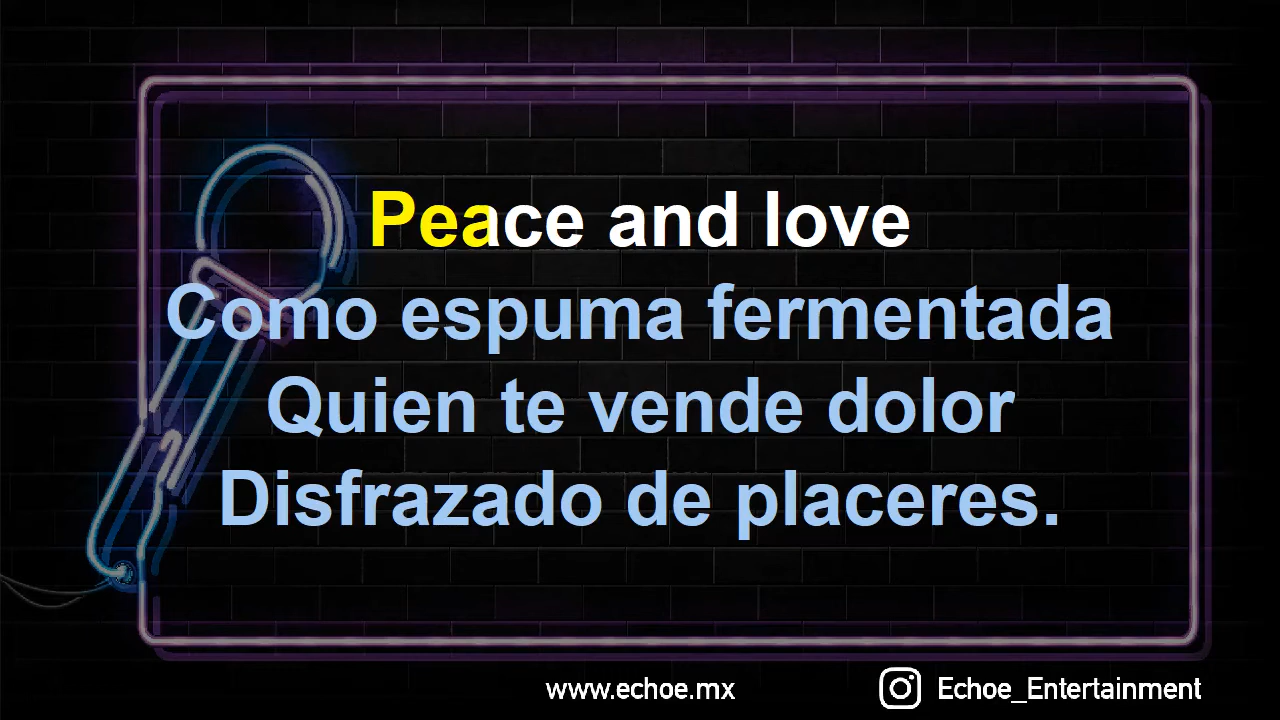 Peace and love
Como espuma fermentada
Quien te vende dolor
Disfrazado de placeres.
www.echoe.mx
Echoe_Entertainment